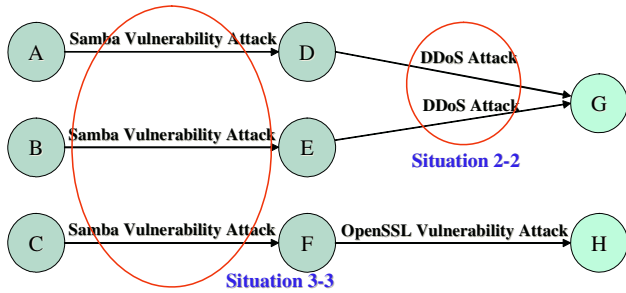 A Samba Vulnerability Attack D
DDoS Attack
G
DDoS Attack
B Samba Vulnerability Attack E
Situation 2-2
C Samba Vulnerability Attack F OpenSSL Vulnerability Attack H
Situation 3-3